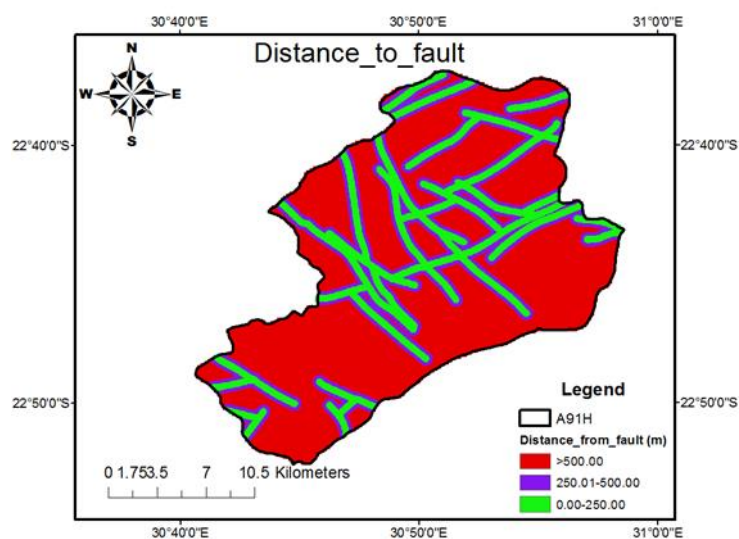 30°40'0"E 30°50'0"E 31°0'0"E
Distance_to_fault
N
W E
S
22°40'0"S 22°40'0"S
22°50'0"S 22°50'0"S
Legend
A91H
Distance_from_fault (m)
>500.00
250.01-500.00
0.00-250.00
0 1.753.5 7 10.5 Kilometers
30°40'0"E 30°50'0"E 31°0'0"E